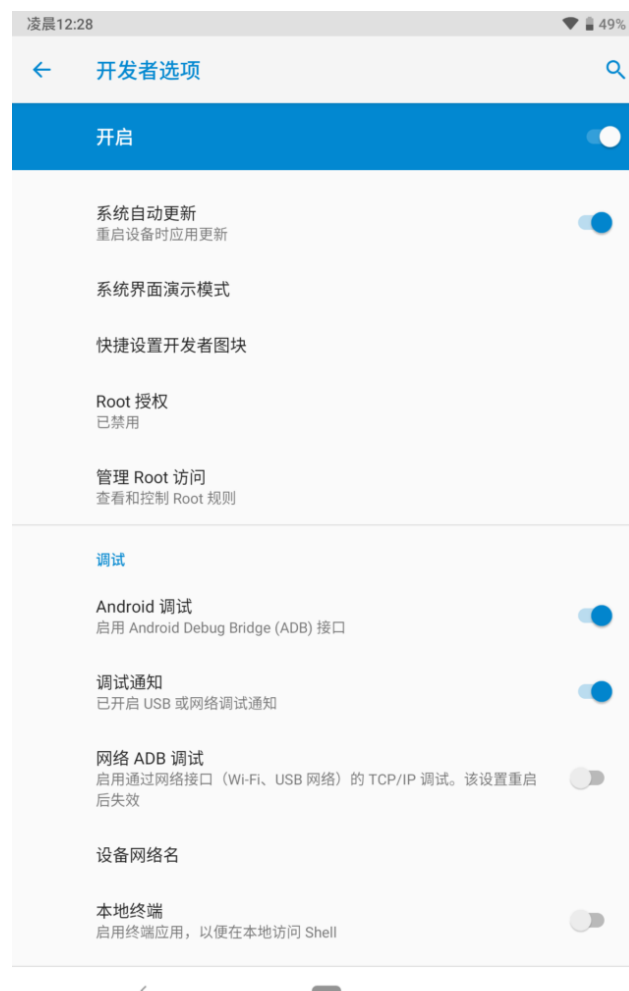 凌晨12:28
49%
开发者选项
开启
系统自动更新
重启设备时应用更新
系统界面演示模式
快捷设置开发者图块
Root 授权
已禁用
管理 Root 访问
查看和控制 Root 规则
调试
Android 调试
启用 Android Debug Bridge (ADB) 接口
调试通知
已开启 USB 或网络调试通知
网络 ADB 调试
启用通过网络接口（Wi-Fi、USB 网络）的 TCP/IP 调试。该设置重启
后失效
设备网络名
本地终端
启用终端应用，以便在本地访问 Shell